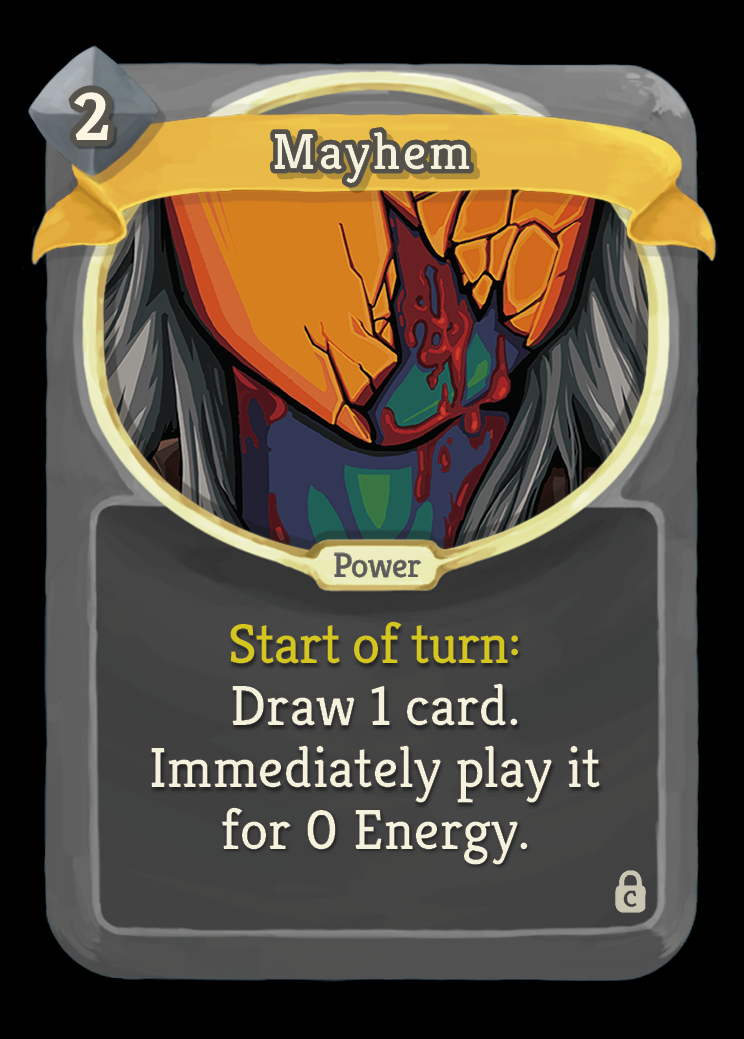 2
Mayhem
Power
Start of turn:
Draw 1 card.
Immediately play it
for 0 Energy.
C